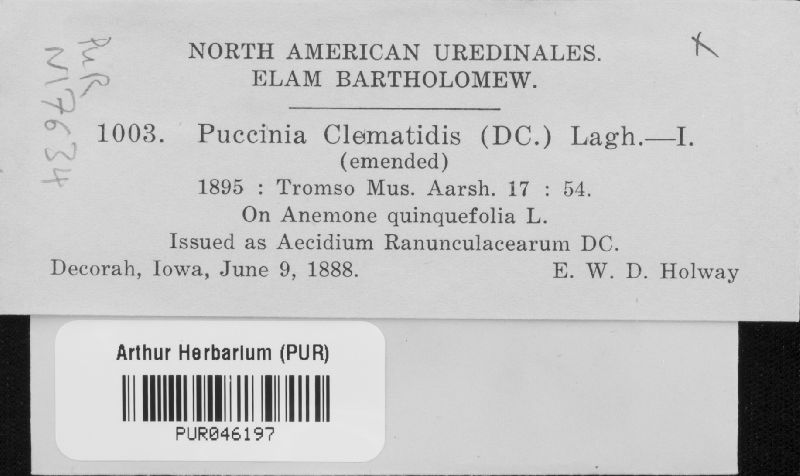 NORTH AMERICAN UREDINALES.
ELAM BARTHOLOMEW.
1003. Puccinia Clematidis (DC.) Lagh.—I.
(emended)
1895 : Tromso Mus. Aarsh. 17 : 54.
On Anemone quinquefolia L.
Issued as Aecidium Ranunculacearum DC.
Decorah, Iowa, June 9, 1888. E. W. D. Holway
PUR
N17634
X
Arthur Herbarium (PUR)
PUR046197